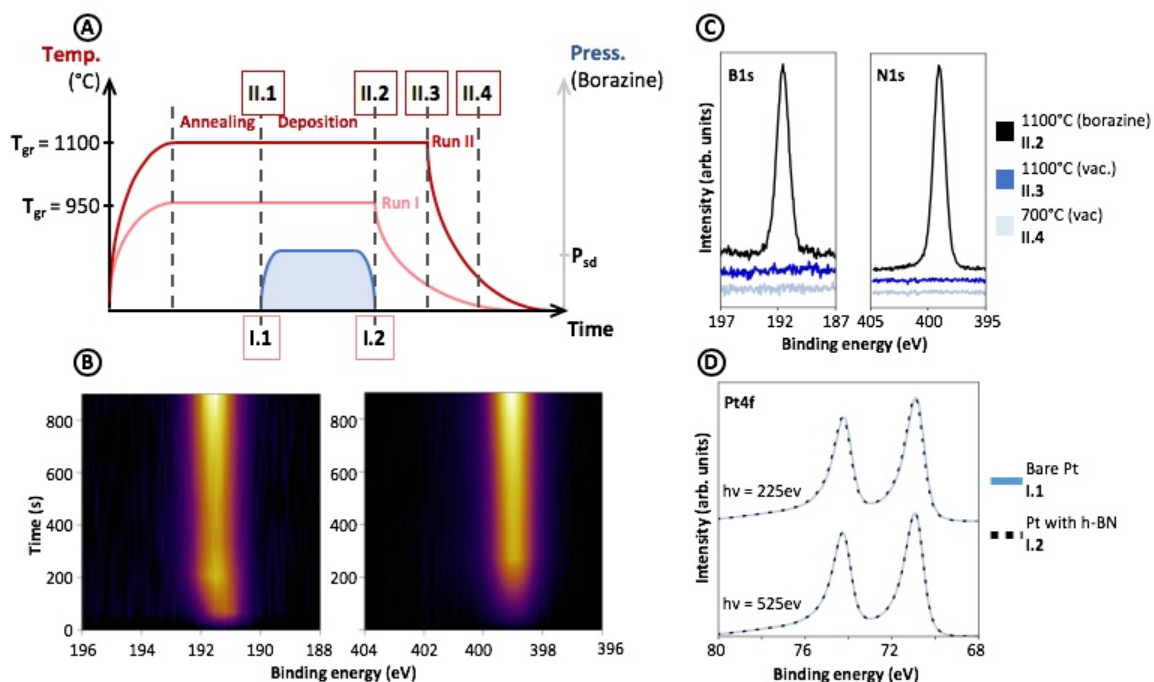 A
Temp.
(°C)
Press.
(Borazine)
II.1
II.2
II.3
II.4
Annealing
Deposition
T_gr = 1100
Run II
T_gr = 950
Run I
P_sd
Time
I.1
I.2
B
800
600
400
200
0
Time (s)
196 194 192 190 188
Binding energy (eV)
404 402 400 398 396
Binding energy (eV)
C
B1s
N1s
Intensity (arb. units)
197 192 187
405 400 395
Binding energy (eV)
1100°C (borazine)
II.2
1100°C (vac.)
II.3
700°C (vac)
II.4
D
Pt4f
Intensity (arb. units)
hv = 225ev
hv = 525ev
80 76 72 68
Binding energy (eV)
Bare Pt
I.1
Pt with h-BN
I.2